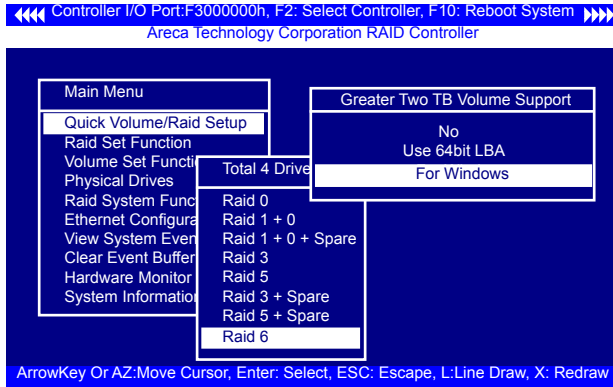 Controller I/O Port:F3000000h, F2: Select Controller, F10: Reboot System
Areca Technology Corporation RAID Controller
Main Menu
Quick Volume/Raid Setup
Raid Set Function
Volume Set Functi
Physical Drives
Raid System Func
Ethernet Configura
View System Even
Clear Event Buffer
Hardware Monitor
System Informatio
Total 4 Drive
Raid 0
Raid 1 + 0
Raid 1 + 0 + Spare
Raid 3
Raid 5
Raid 3 + Spare
Raid 5 + Spare
Raid 6
Greater Two TB Volume Support
No
Use 64bit LBA
For Windows
ArrowKey Or AZ:Move Cursor, Enter: Select, ESC: Escape, L:Line Draw, X: Redraw